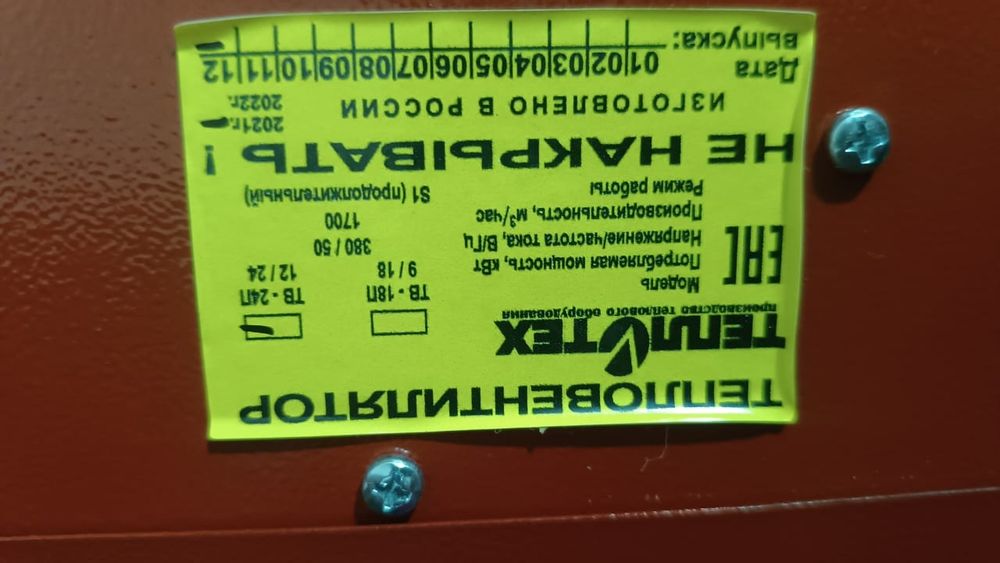 ТЕПЛОВЕНТИЛЯТОР
ТЕПЛОТЕХ
производство теплового оборудования
Модель ТВ - 18П ТВ - 24П
Потребляемая мощность, кВт 9 / 18 12 / 24
Напряжение/частота тока, В/Гц 380 / 50
Производительность, м³/час 1700
Режим работы S1 (продолжительный)
ЕАС
НЕ НАКРЫВАТЬ !
ИЗГОТОВЛЕНО В РОССИИ 2021г.
2022г.
Дата 01 02 03 04 05 06 07 08 09 10 11 12
выпуска: